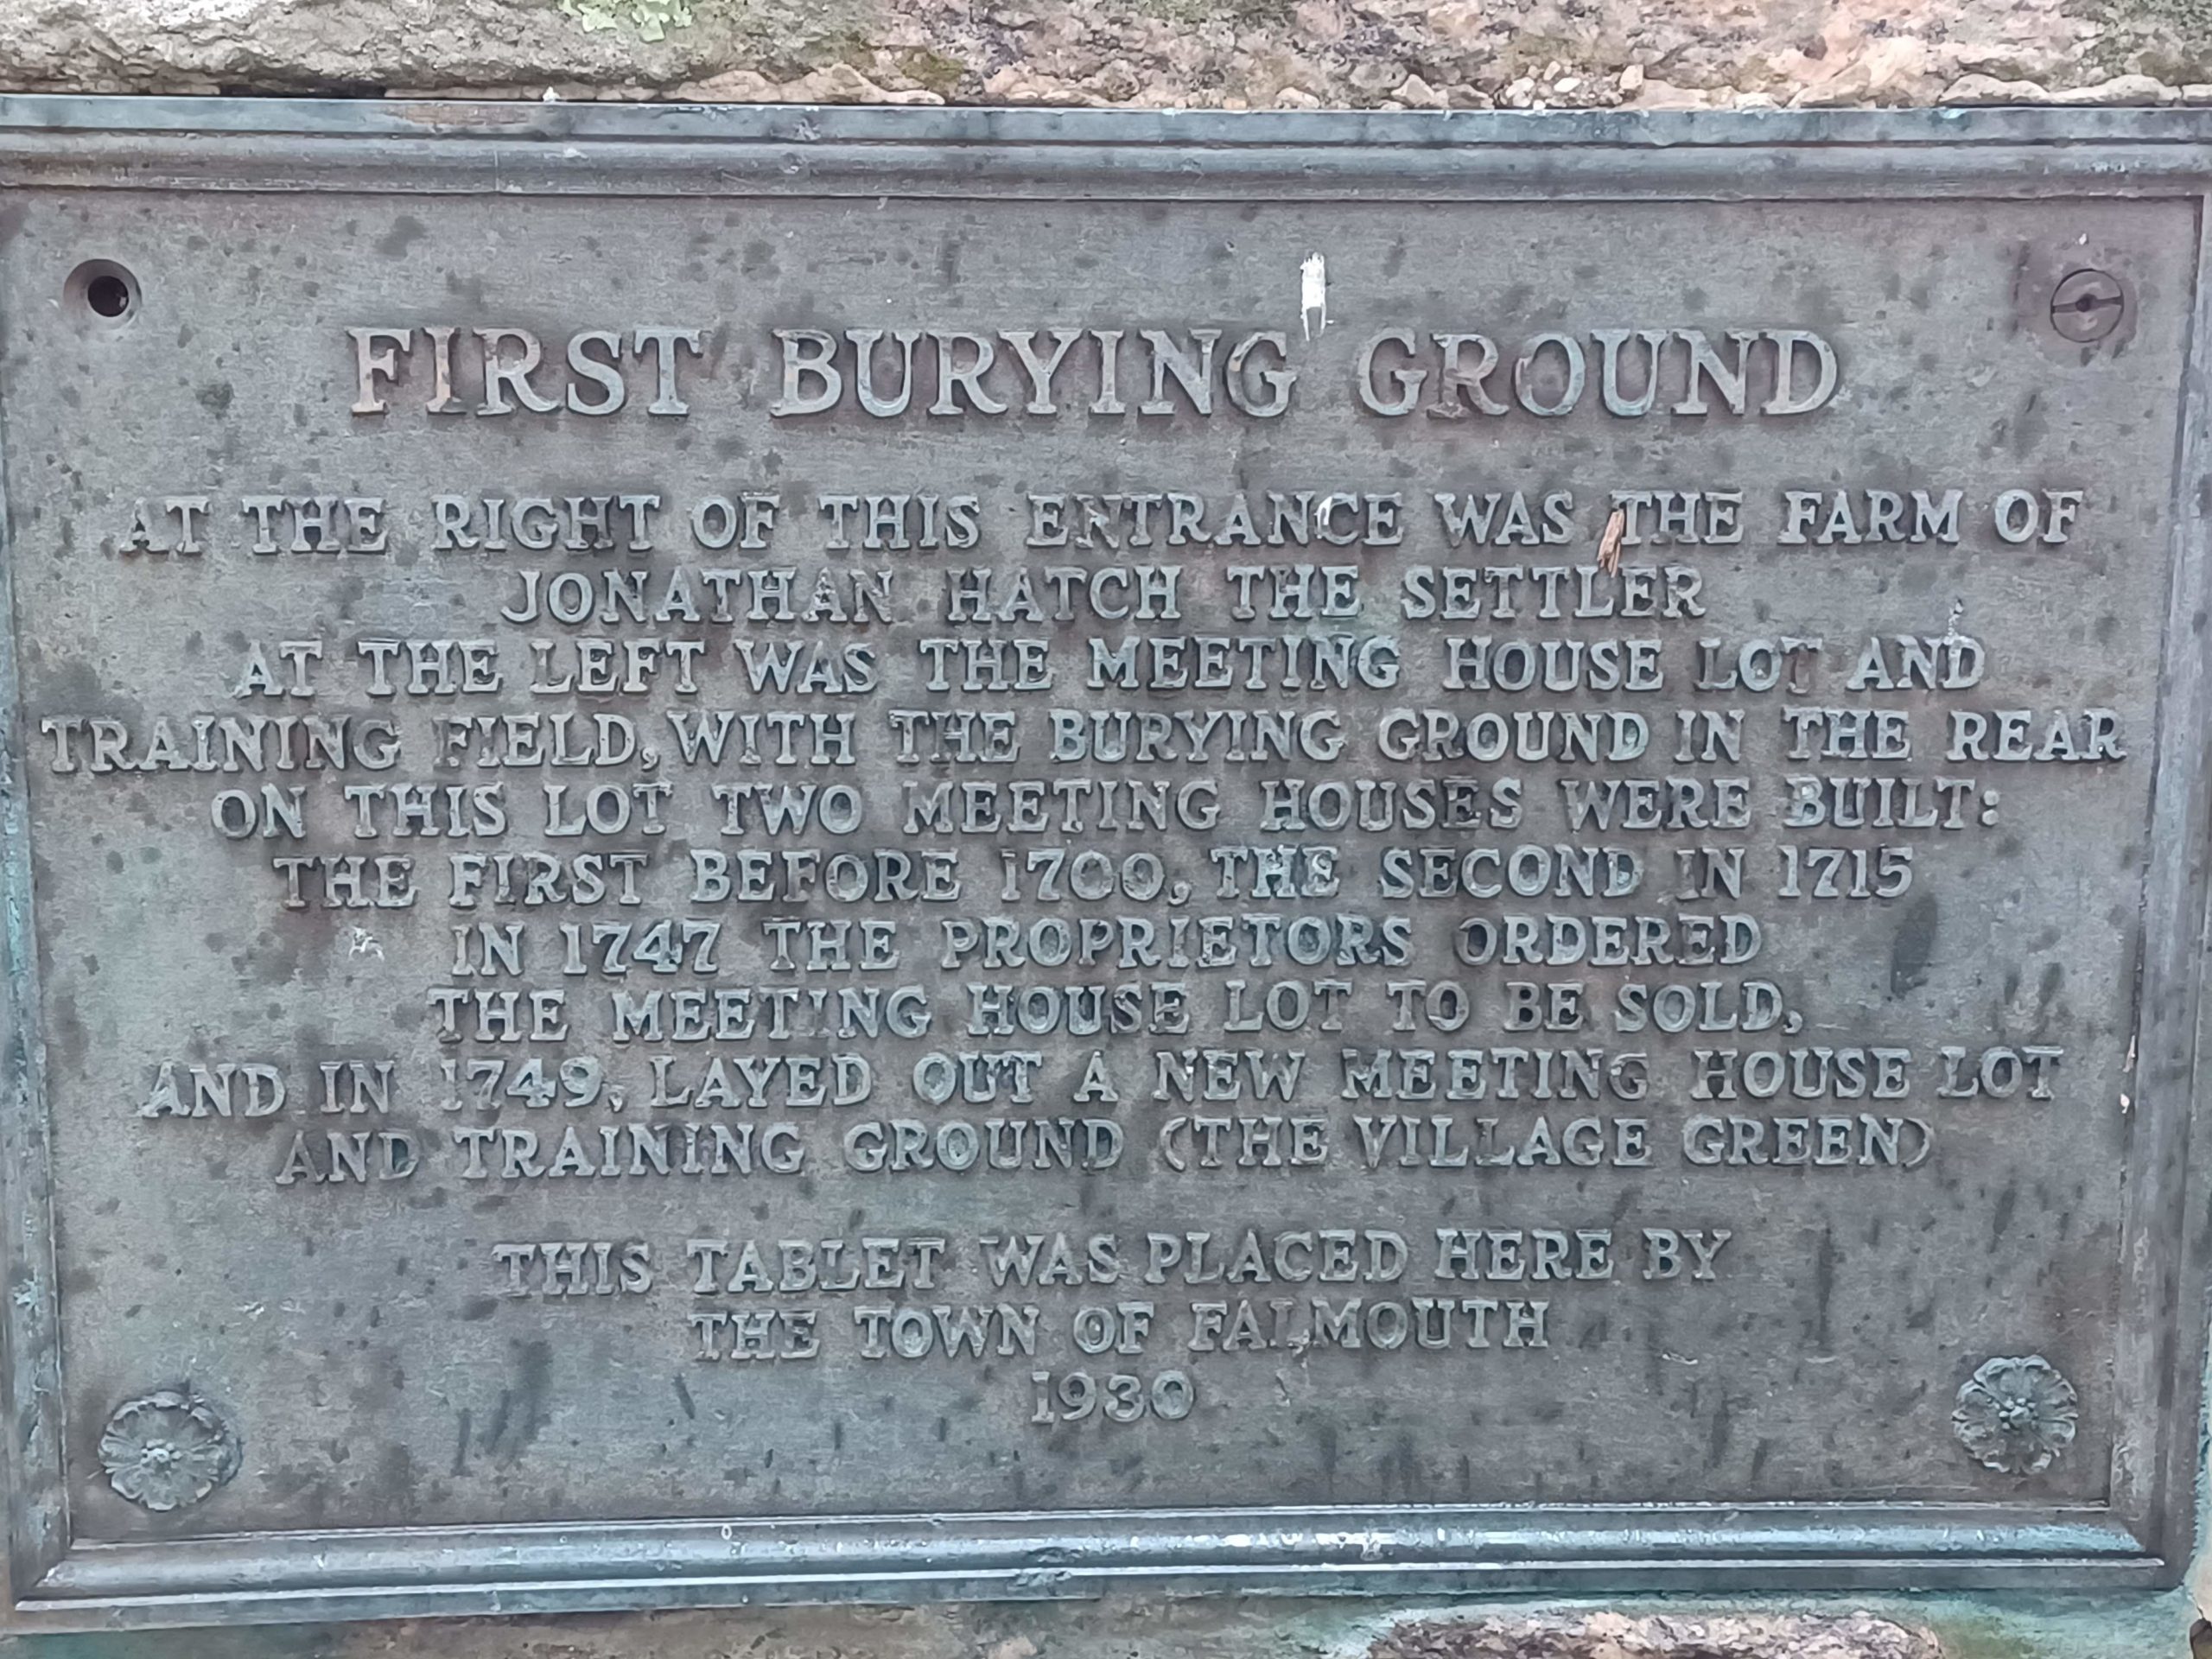 FIRST BURYING GROUND
AT THE RIGHT OF THIS ENTRANCE WAS THE FARM OF
JONATHAN HATCH THE SETTLER
AT THE LEFT WAS THE MEETING HOUSE LOT AND
TRAINING FIELD, WITH THE BURYING GROUND IN THE REAR
ON THIS LOT TWO MEETING HOUSES WERE BUILT:
THE FIRST BEFORE 1700, THE SECOND IN 1715
IN 1747 THE PROPRIETORS ORDERED
THE MEETING HOUSE LOT TO BE SOLD,
AND IN 1749, LAYED OUT A NEW MEETING HOUSE LOT
AND TRAINING GROUND (THE VILLAGE GREEN)
THIS TABLET WAS PLACED HERE BY
THE TOWN OF FALMOUTH
1930